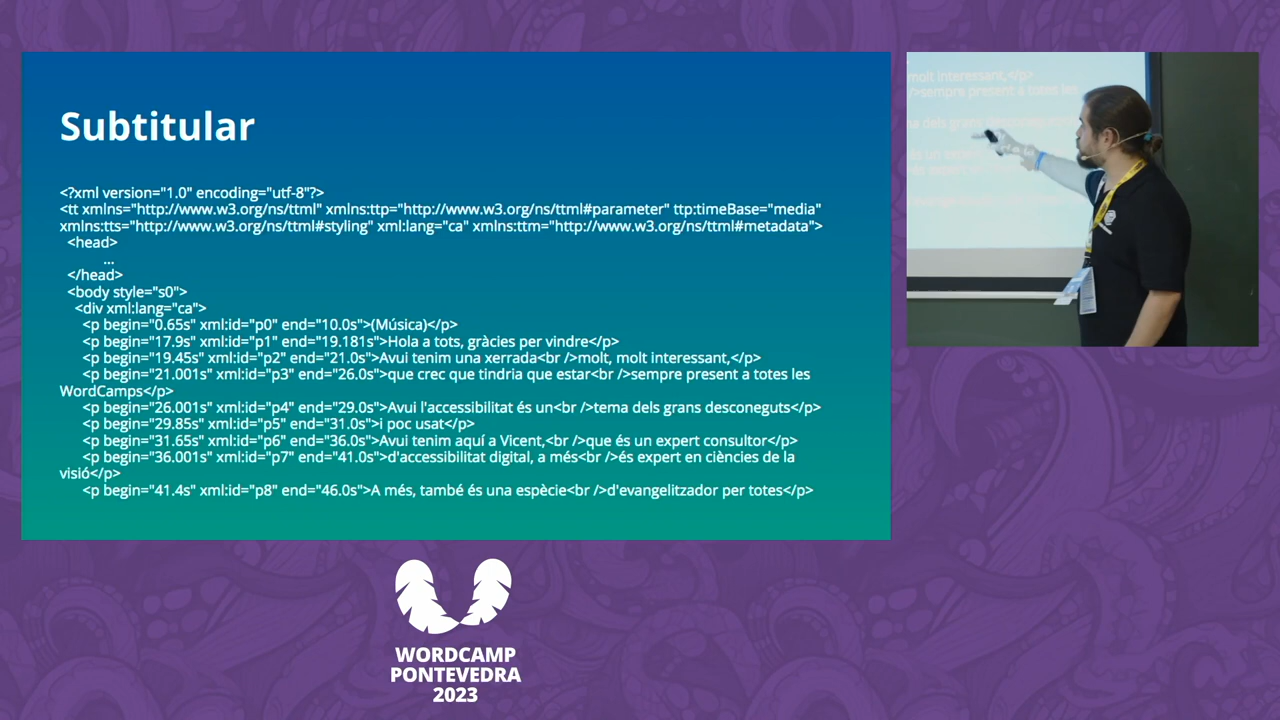 Subtitular
<?xml version="1.0" encoding="utf-8"?>
<tt xmlns="http://www.w3.org/ns/ttml" xmlns:ttp="http://www.w3.org/ns/ttml#parameter" ttp:timeBase="media"
xmlns:tts="http://www.w3.org/ns/ttml#styling" xml:lang="ca" xmlns:ttm="http://www.w3.org/ns/ttml#metadata">
<head>
...
</head>
<body style="s0">
<div xml:lang="ca">
<p begin="0.65s" xml:id="p0" end="10.0s">(Música)</p>
<p begin="17.9s" xml:id="p1" end="19.181s">Hola a tots, gràcies per vindre</p>
<p begin="19.45s" xml:id="p2" end="21.0s">Avui tenim una xerrada<br />molt, molt interessant,</p>
<p begin="21.001s" xml:id="p3" end="26.0s">que crec que tindria que estar<br />sempre present a totes les
WordCamps</p>
<p begin="26.001s" xml:id="p4" end="29.0s">Avui l'accessibilitat és un<br />tema dels grans desconeguts</p>
<p begin="29.85s" xml:id="p5" end="31.0s">i poc usat</p>
<p begin="31.65s" xml:id="p6" end="36.0s">Avui tenim aquí a Vicent,<br />que és un expert consultor</p>
<p begin="36.001s" xml:id="p7" end="41.0s">d'accessibilitat digital, a més<br />és expert en ciències de la
visió</p>
<p begin="41.4s" xml:id="p8" end="46.0s">A més, també és una espècie<br />d'evangelitzador per totes</p>
molt interessant,</p>
/>sempre present a totes les
WORDCAMP
PONTEVEDRA
2023